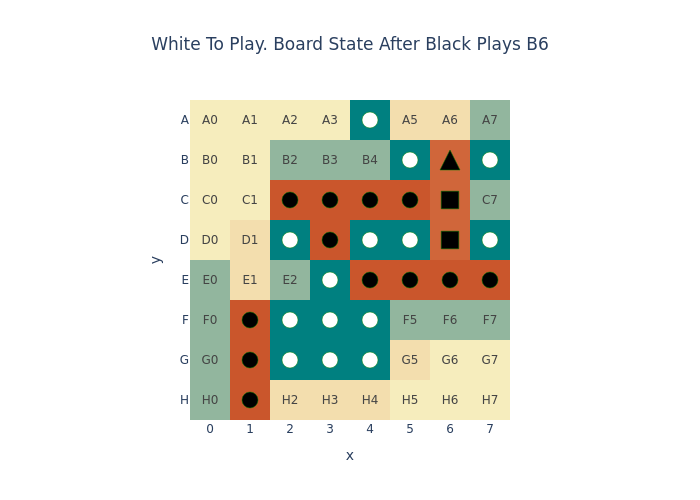 White To Play. Board State After Black Plays B6
A A0 A1 A2 A3 A5 A6 A7
B B0 B1 B2 B3 B4
C C0 C1 C7
D D0 D1
E E0 E1 E2
F F0 F5 F6 F7
G G0 G5 G6 G7
H H0 H2 H3 H4 H5 H6 H7
0 1 2 3 4 5 6 7
x
y